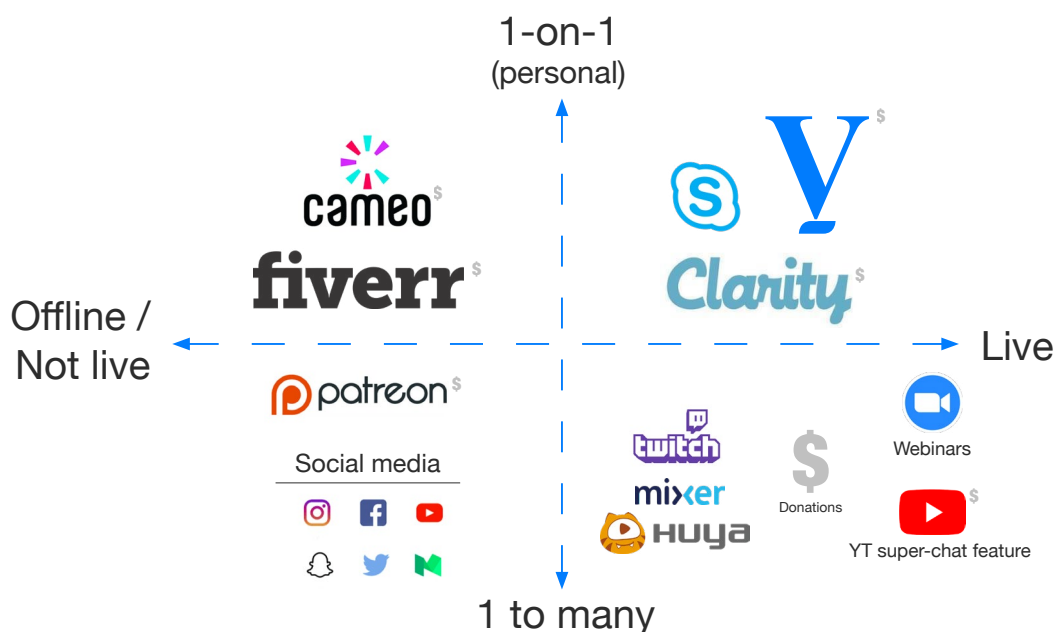 1-on-1
(personal)
cameo$
fiverr$
S
V$
Clarity$
Offline /
Not live
Live
patreon$
Social media
twitch
mixer
HUYA
$
Donations
Webinars
$
YT super-chat feature
1 to many